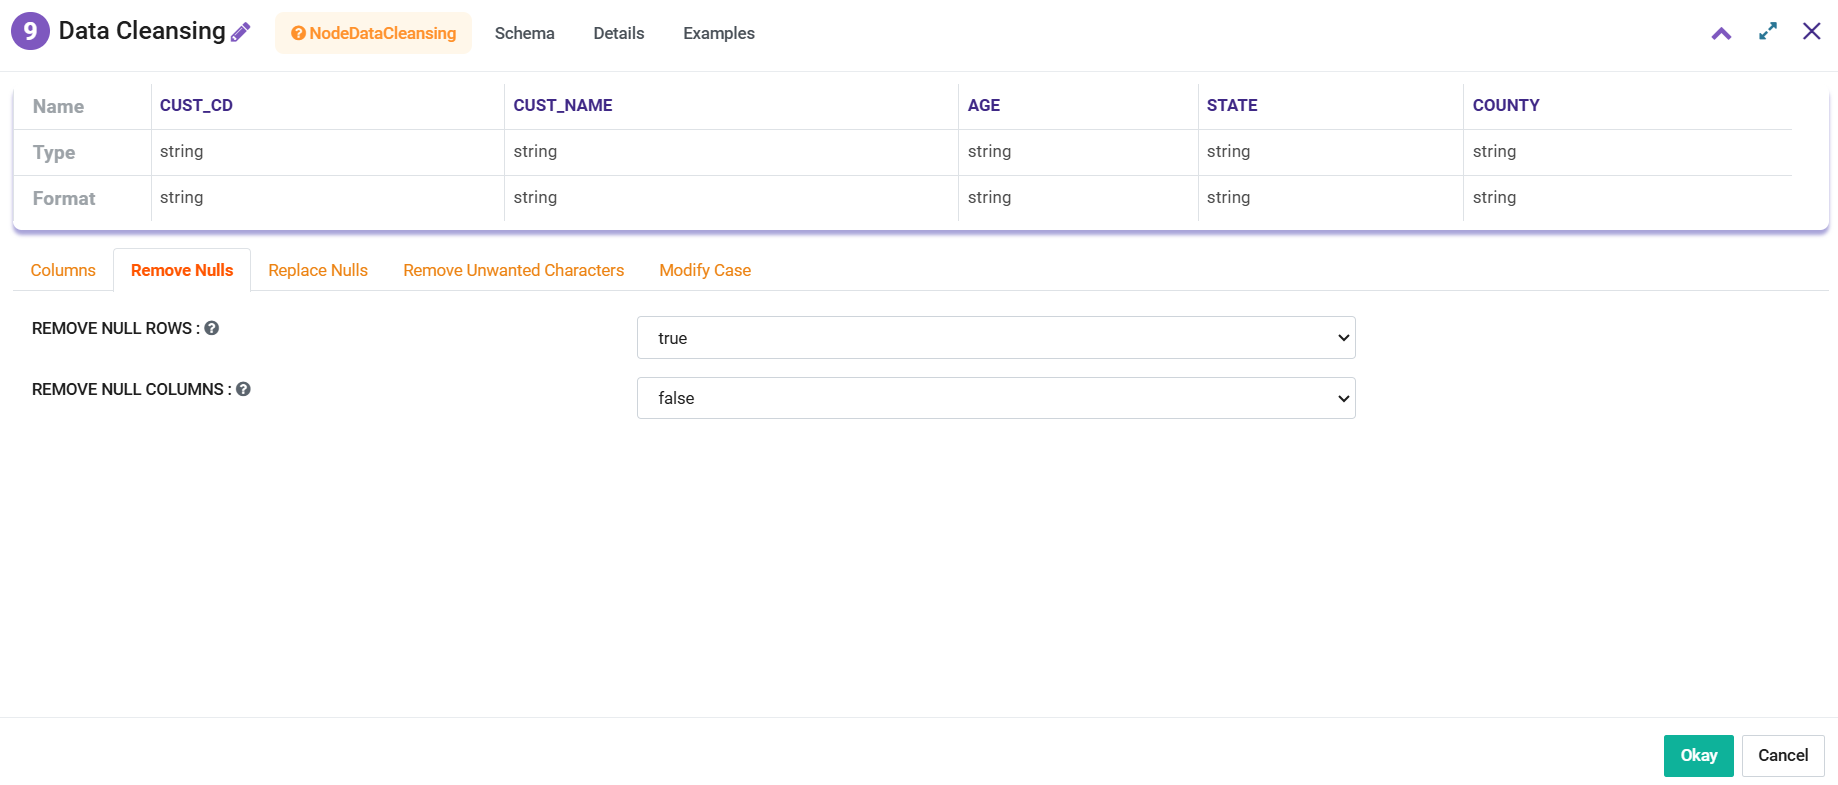 9 Data Cleansing NodeDataCleansing Schema Details Examples
Name CUST_CD CUST_NAME AGE STATE COUNTY
Type string string string string string
Format string string string string string
Columns Remove Nulls Replace Nulls Remove Unwanted Characters Modify Case
REMOVE NULL ROWS : true
REMOVE NULL COLUMNS : false
Okay Cancel